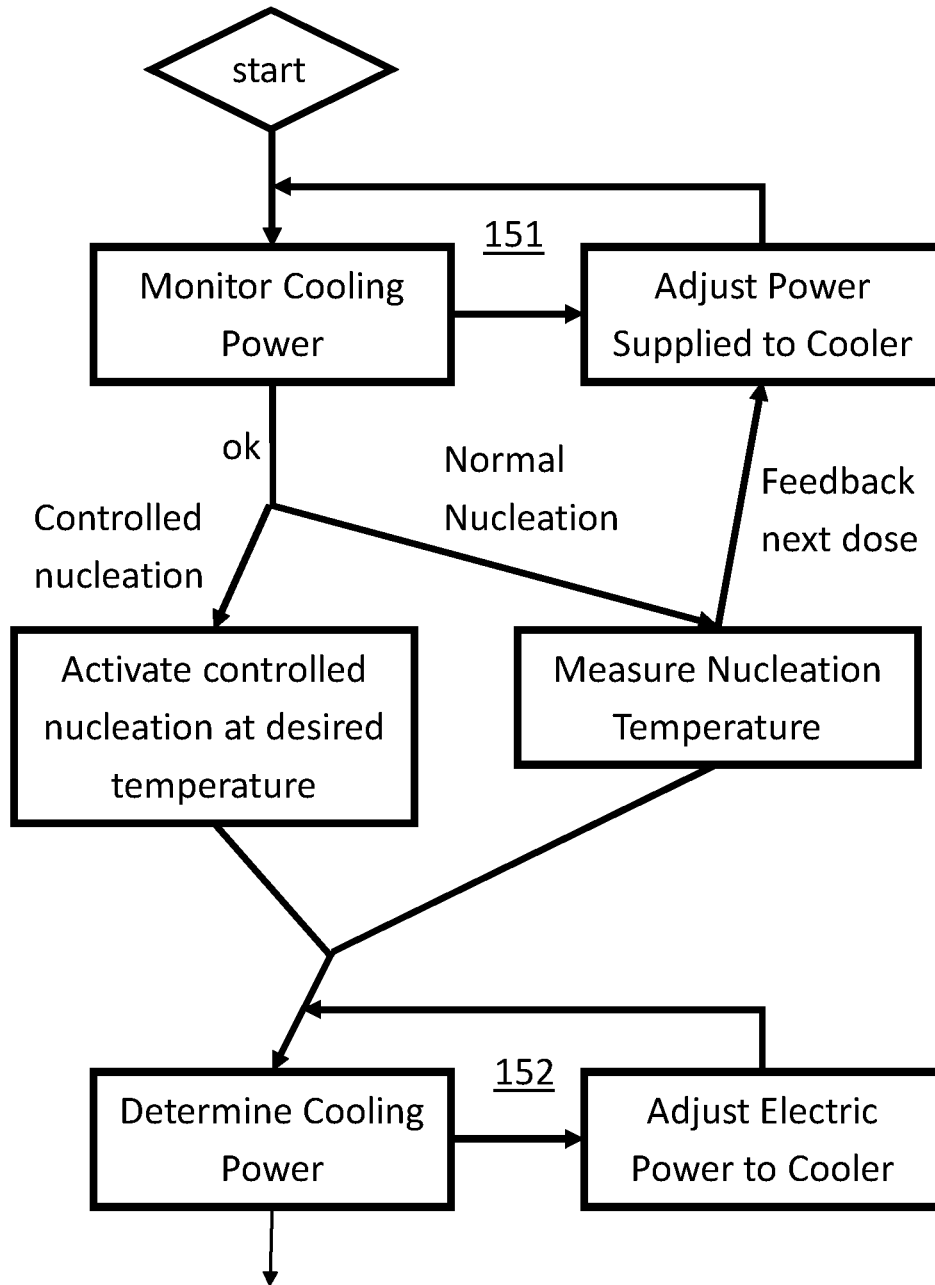 start
151
Monitor Cooling
Power
Adjust Power
Supplied to Cooler
ok
Normal
Nucleation
Feedback
next dose
Controlled
nucleation
Activate controlled
nucleation at desired
temperature
Measure Nucleation
Temperature
152
Determine Cooling
Power
Adjust Electric
Power to Cooler